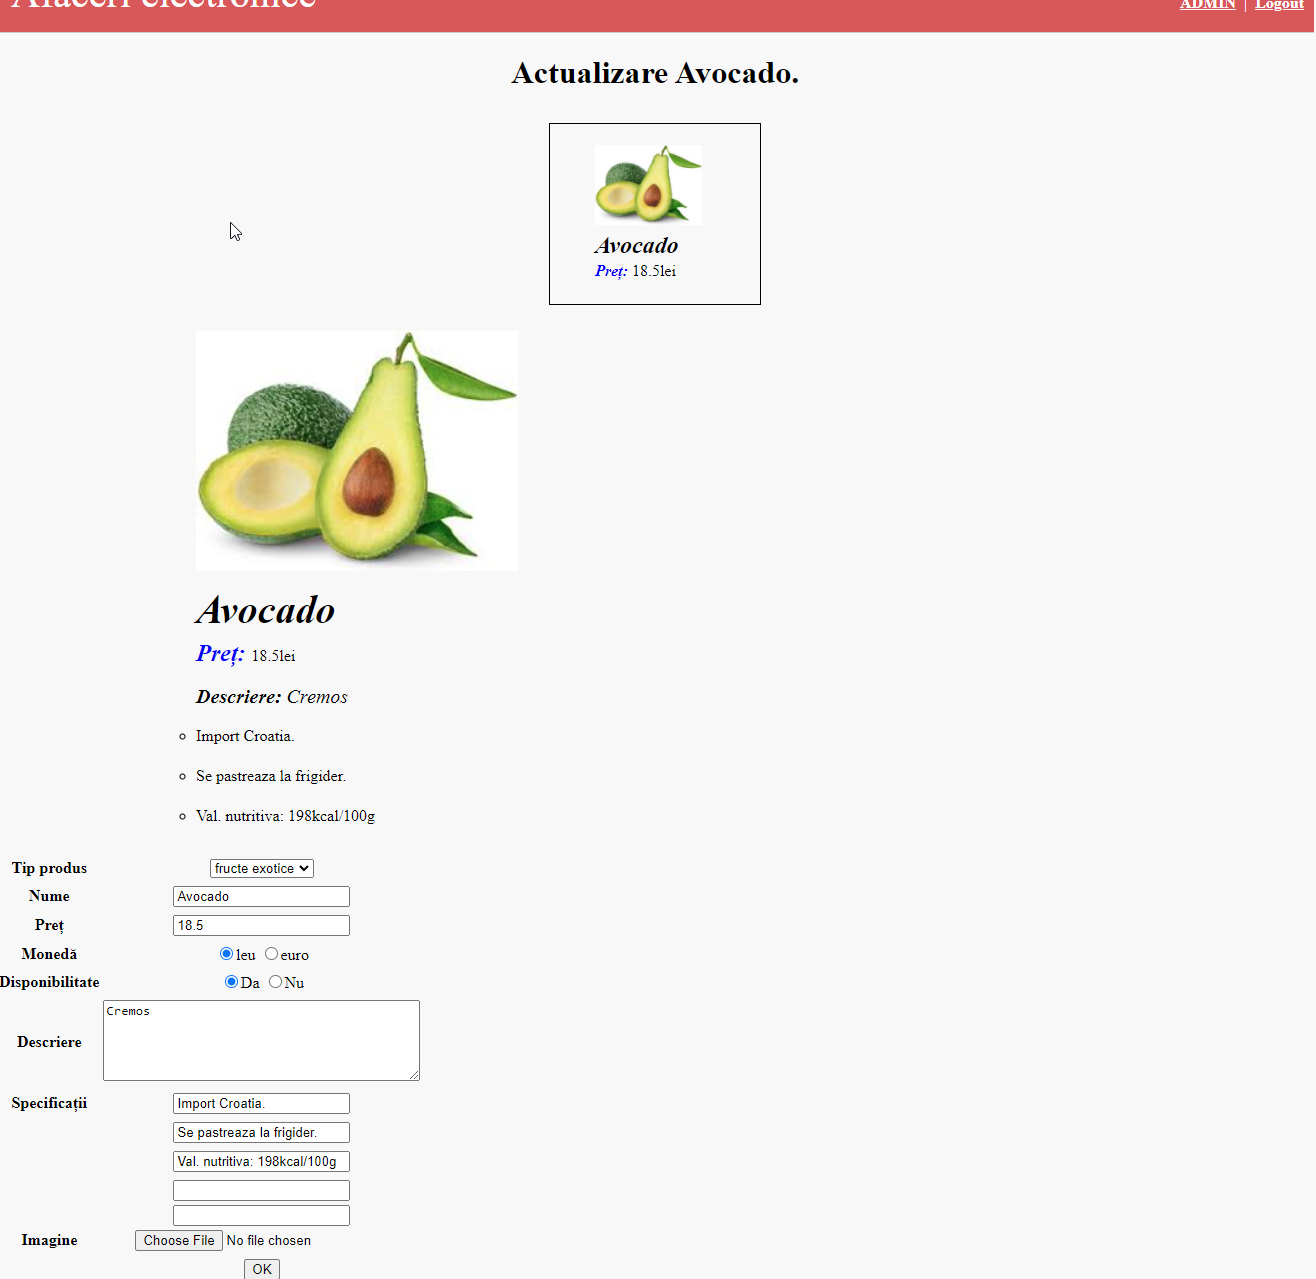 Afaceri electronice
ADMIN | Logout
Actualizare Avocado.
Avocado
Preț: 18.5lei
Avocado
Preț: 18.5lei
Descriere: Cremos
Import Croatia.
Se pastreaza la frigider.
Val. nutritiva: 198kcal/100g
Tip produs fructe exotice
Nume Avocado
Preț 18.5
Monedă leu euro
Disponibilitate Da Nu
Descriere Cremos
Specificații Import Croatia.
Se pastreaza la frigider.
Val. nutritiva: 198kcal/100g
Imagine Choose File No file chosen
OK